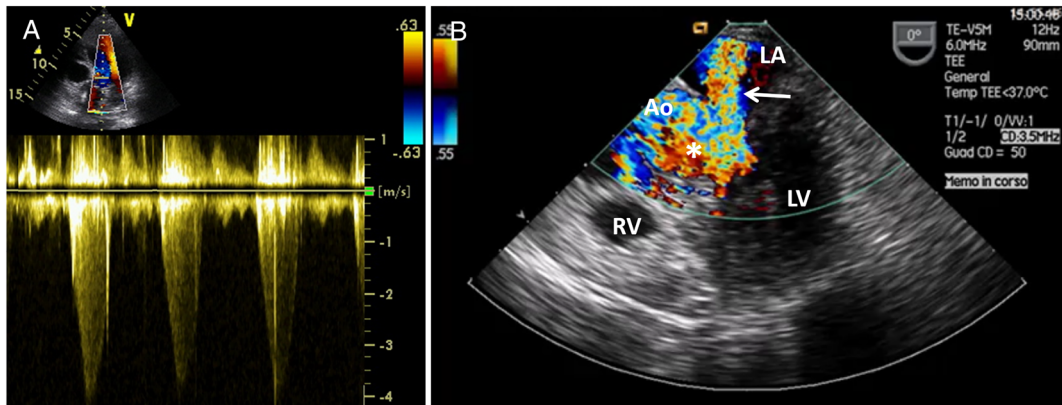 A
V
5
10
15
.63
-.63
1
[m/s]
-1
-2
-3
-4
B
.55
.55
LA
Ao
*
LV
RV
0°
15:00:46
TE-V5M 12Hz
6.0MHz 90mm
TEE
General
Temp TEE<37.0°C
T1/-1/ 0/VV:1
1/2 CD:3.5MHz
Guad CD = 50
Memo in corso